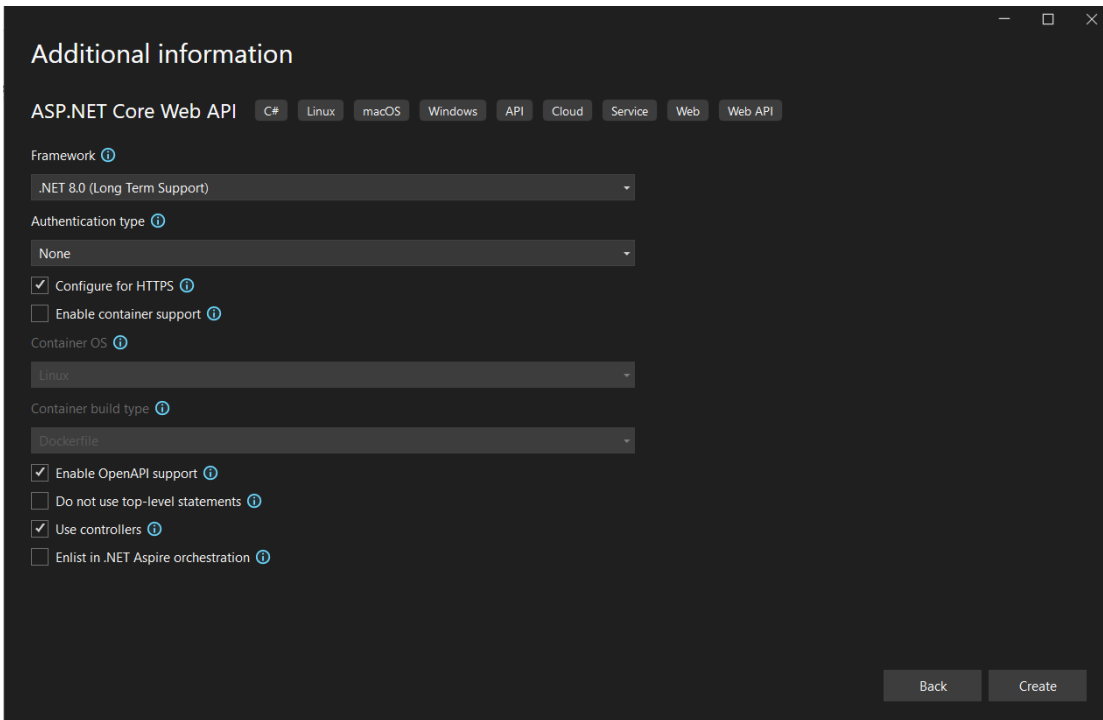 Additional information
ASP.NET Core Web API C# Linux macOS Windows API Cloud Service Web Web API
Framework
.NET 8.0 (Long Term Support)
Authentication type
None
Configure for HTTPS
Enable container support
Container OS
Linux
Container build type
Dockerfile
Enable OpenAPI support
Do not use top-level statements
Use controllers
Enlist in .NET Aspire orchestration
Back Create